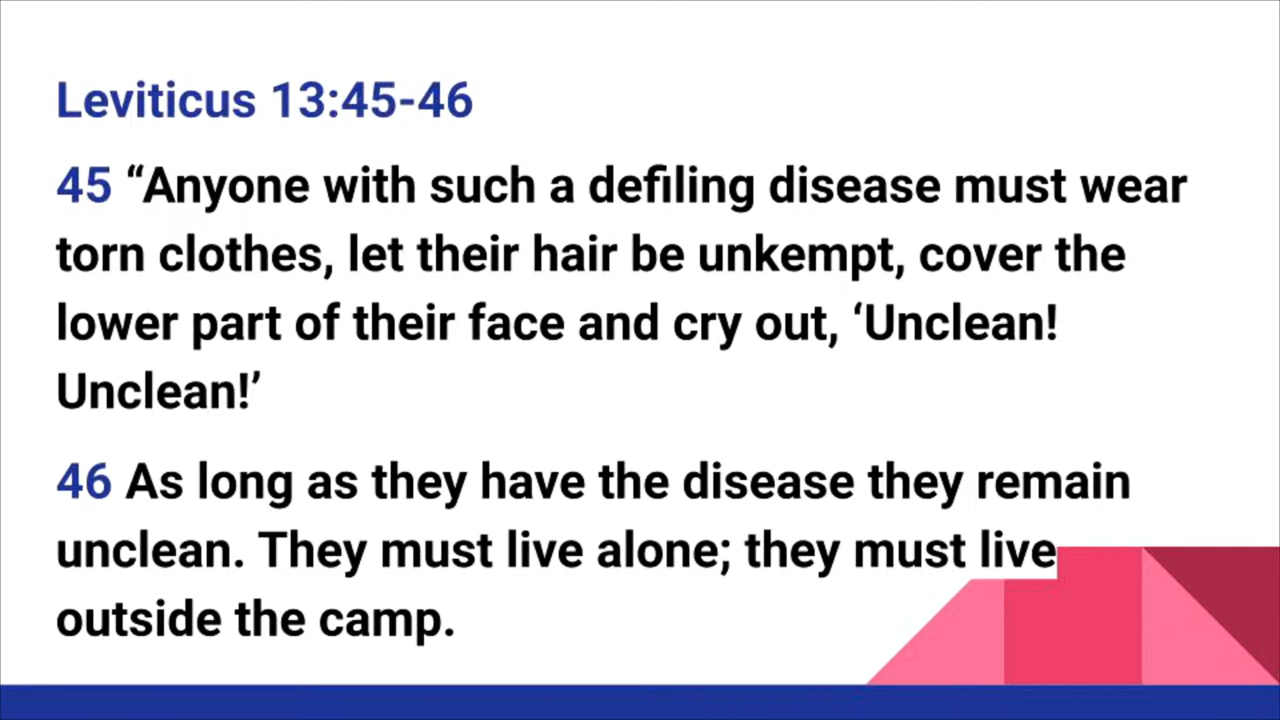 Leviticus 13:45-46
45 “Anyone with such a defiling disease must wear
torn clothes, let their hair be unkempt, cover the
lower part of their face and cry out, ‘Unclean!
Unclean!’
46 As long as they have the disease they remain
unclean. They must live alone; they must live
outside the camp.